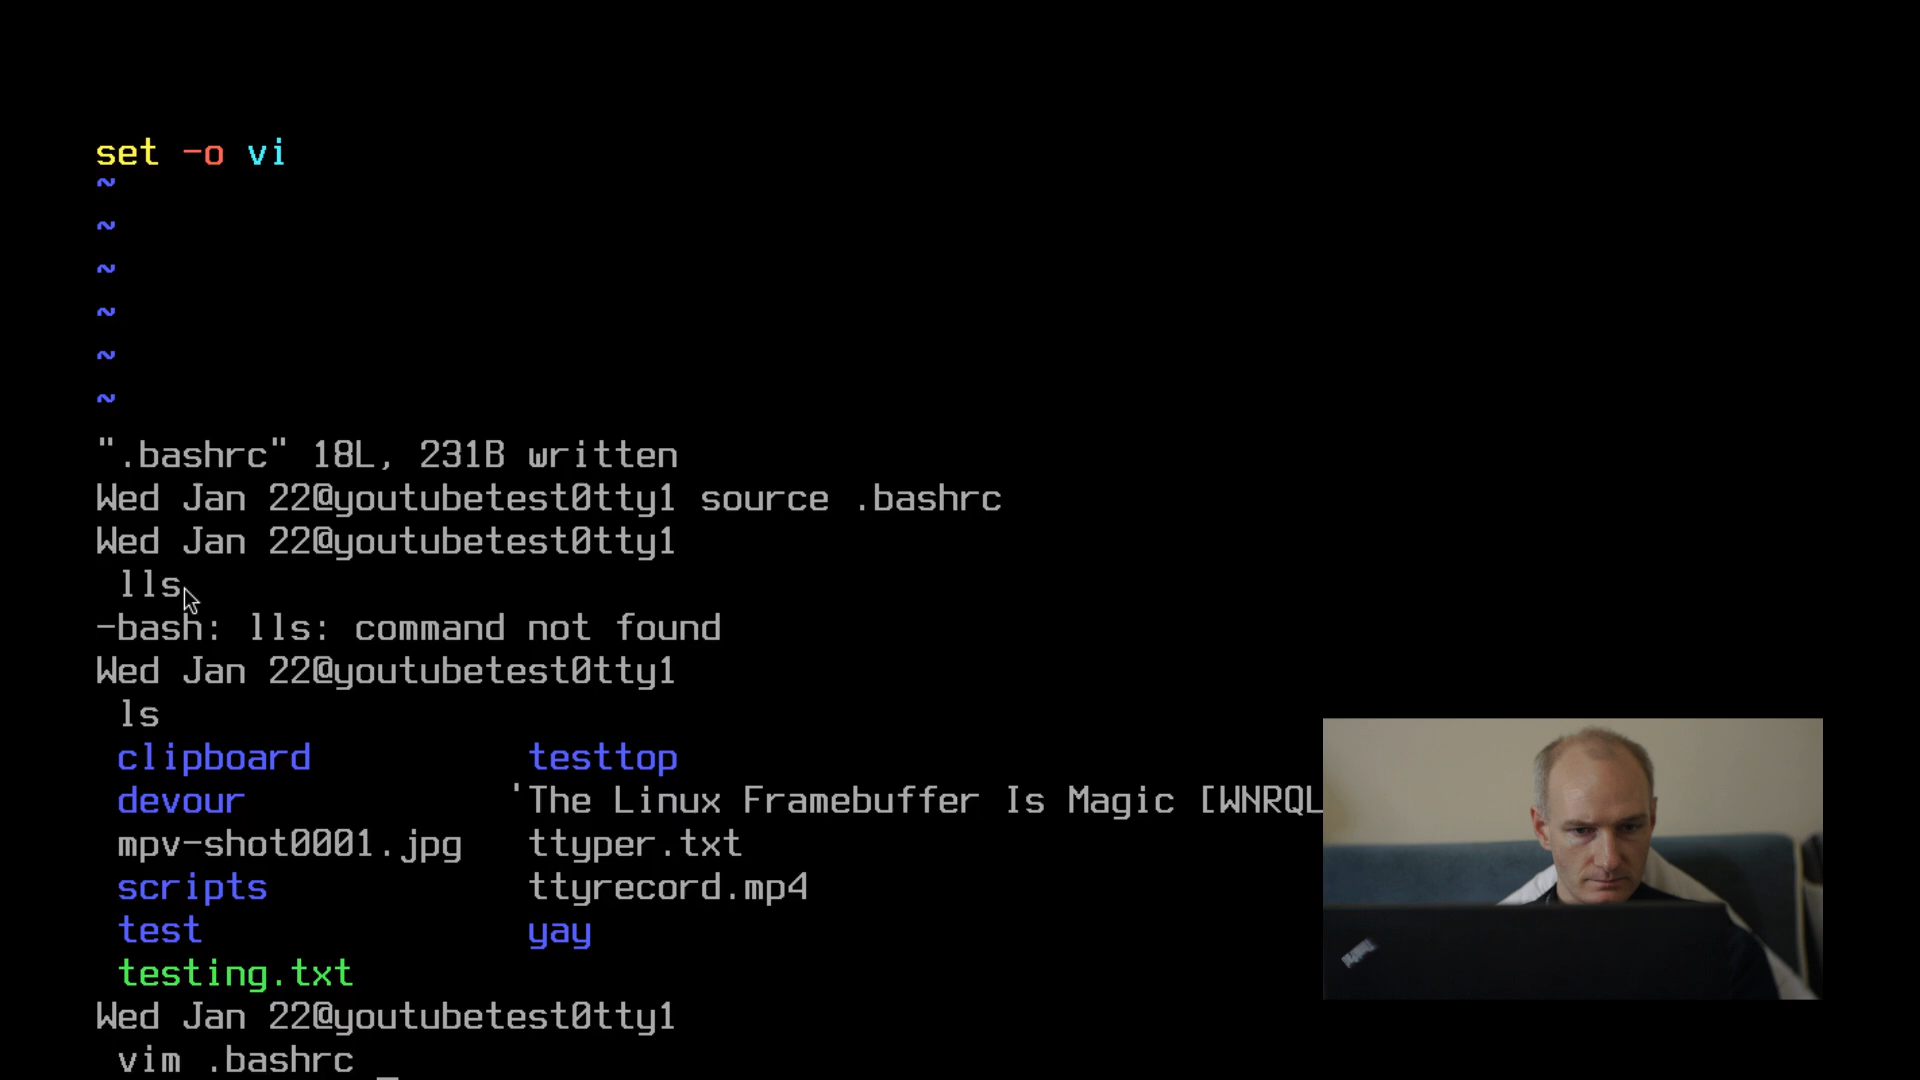 set -o vi
~
~
~
~
~
~
".bashrc" 18L, 231B written
Wed Jan 22@youtubetest0tty1 source .bashrc
Wed Jan 22@youtubetest0tty1
lls
-bash: lls: command not found
Wed Jan 22@youtubetest0tty1
ls
clipboard testtop
devour 'The Linux Framebuffer Is Magic [WNRQL
mpv-shot0001.jpg ttyper.txt
scripts ttyrecord.mp4
test yay
testing.txt
Wed Jan 22@youtubetest0tty1
vim .bashrc _